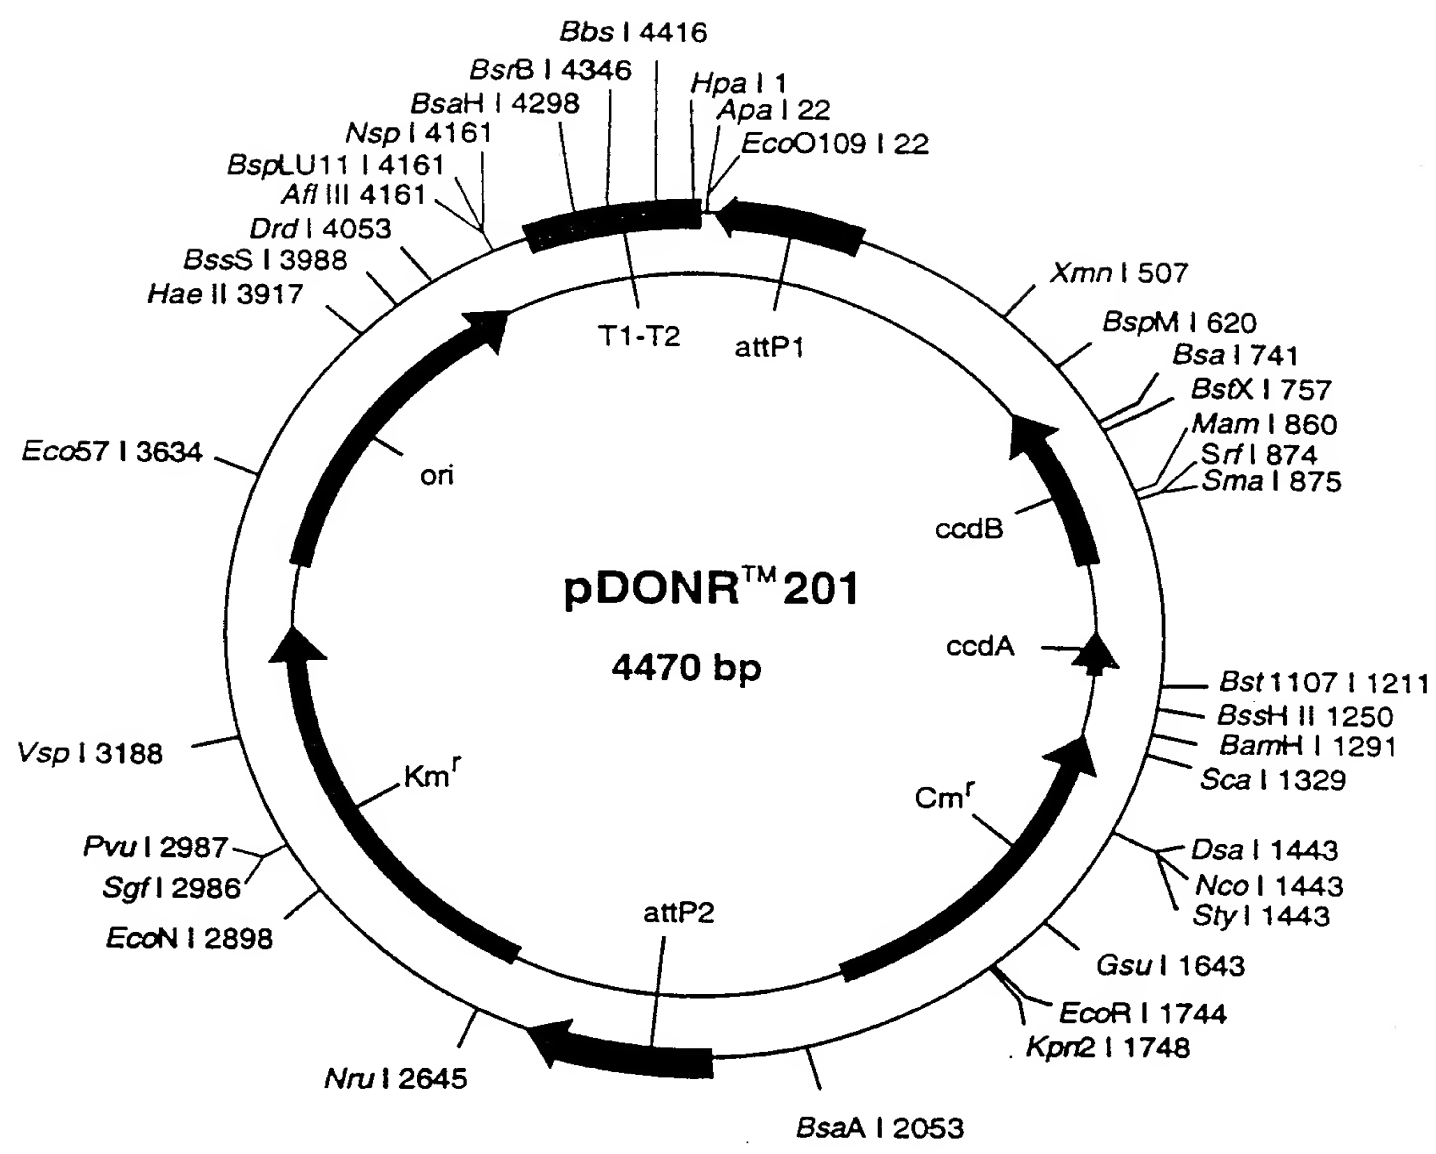 Bbs I 4416
BsrB I 4346
Hpa I 1
BsaH I 4298
Apa I 22
Nsp I 4161
EcoO109 I 22
BspLU11 I 4161
Afl III 4161
Drd I 4053
BssS I 3988
Hae II 3917
Xmn I 507
BspM I 620
T1-T2
attP1
Bsa I 741
BstX I 757
Mam I 860
Eco57 I 3634
Srf I 874
ori
Sma I 875
ccdB
pDONR™201
ccdA
4470 bp
Bst1107 I 1211
BssH II 1250
BamH I 1291
Vsp I 3188
Kmr
Sca I 1329
Cmr
Pvu I 2987
Dsa I 1443
Sgf I 2986
Nco I 1443
attP2
Sty I 1443
EcoN I 2898
Gsu I 1643
EcoR I 1744
Kpn2 I 1748
Nru I 2645
BsaA I 2053